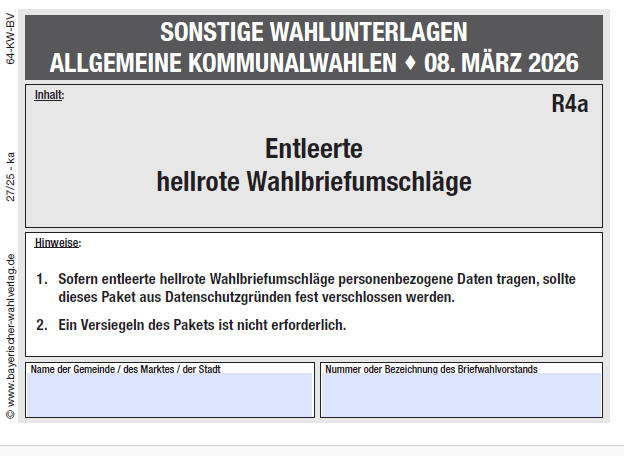 SONSTIGE WAHLUNTERLAGEN
ALLGEMEINE KOMMUNALWAHLEN ♦ 08. MÄRZ 2026
Inhalt:
R4a
Entleerte
hellrote Wahlbriefumschläge
Hinweise:
1. Sofern entleerte hellrote Wahlbriefumschläge personenbezogene Daten tragen, sollte
dieses Paket aus Datenschutzgründen fest verschlossen werden.
2. Ein Versiegeln des Pakets ist nicht erforderlich.
Name der Gemeinde / des Marktes / der Stadt
Nummer oder Bezeichnung des Briefwahlvorstands
© www.bayerischer-wahlverlag.de
27/25 - ka
64-KW-BV